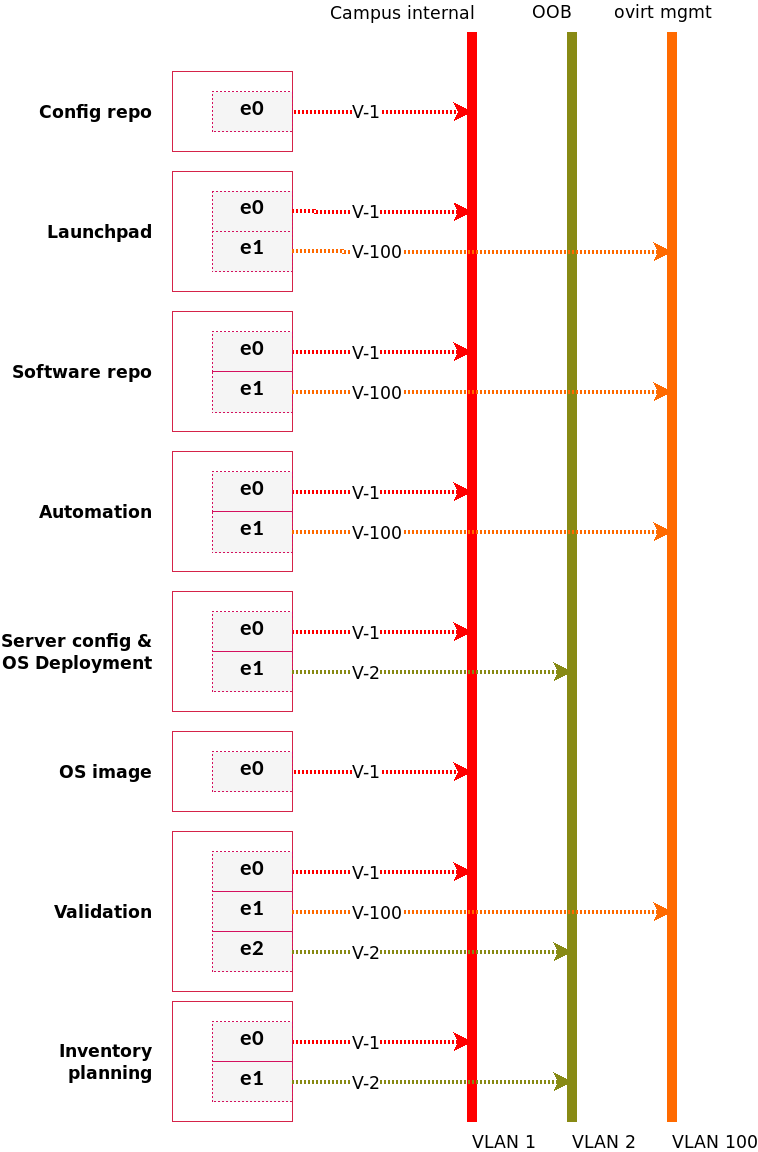 Campus internal
OOB
ovirt mgmt
Config repo
e0
V-1
Launchpad
e0
V-1
e1
V-100
Software repo
e0
V-1
e1
V-100
Automation
e0
V-1
e1
V-100
Server config &
OS Deployment
e0
V-1
e1
V-2
OS image
e0
V-1
Validation
e0
V-1
e1
V-100
e2
V-2
Inventory
planning
e0
V-1
e1
V-2
VLAN 1
VLAN 2
VLAN 100